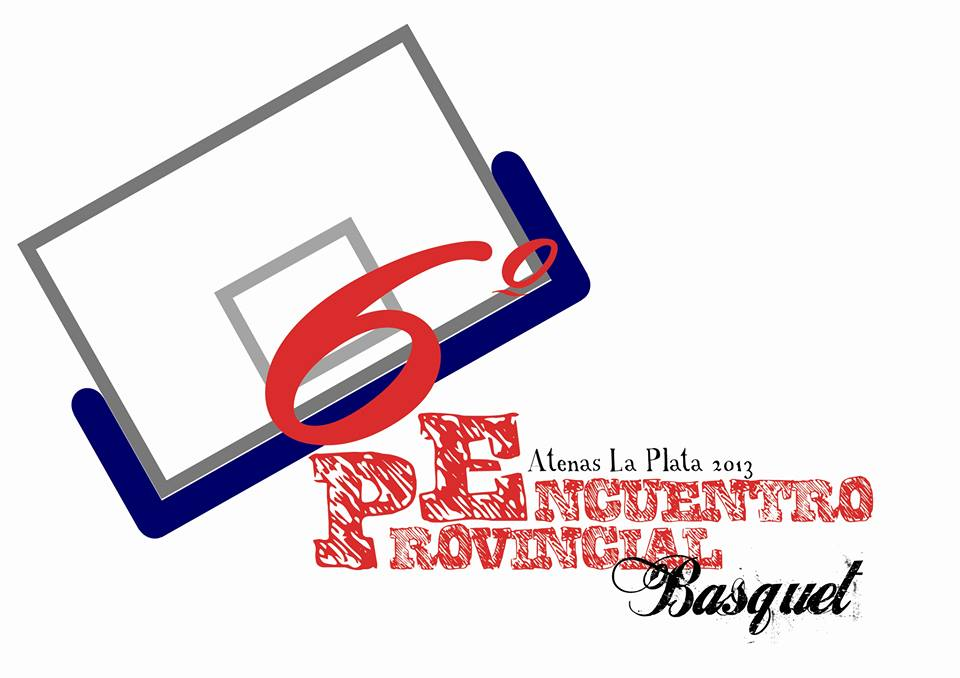 6º
Atenas La Plata 2013
ENCUENTRO
PROVINCIAL
Basquet